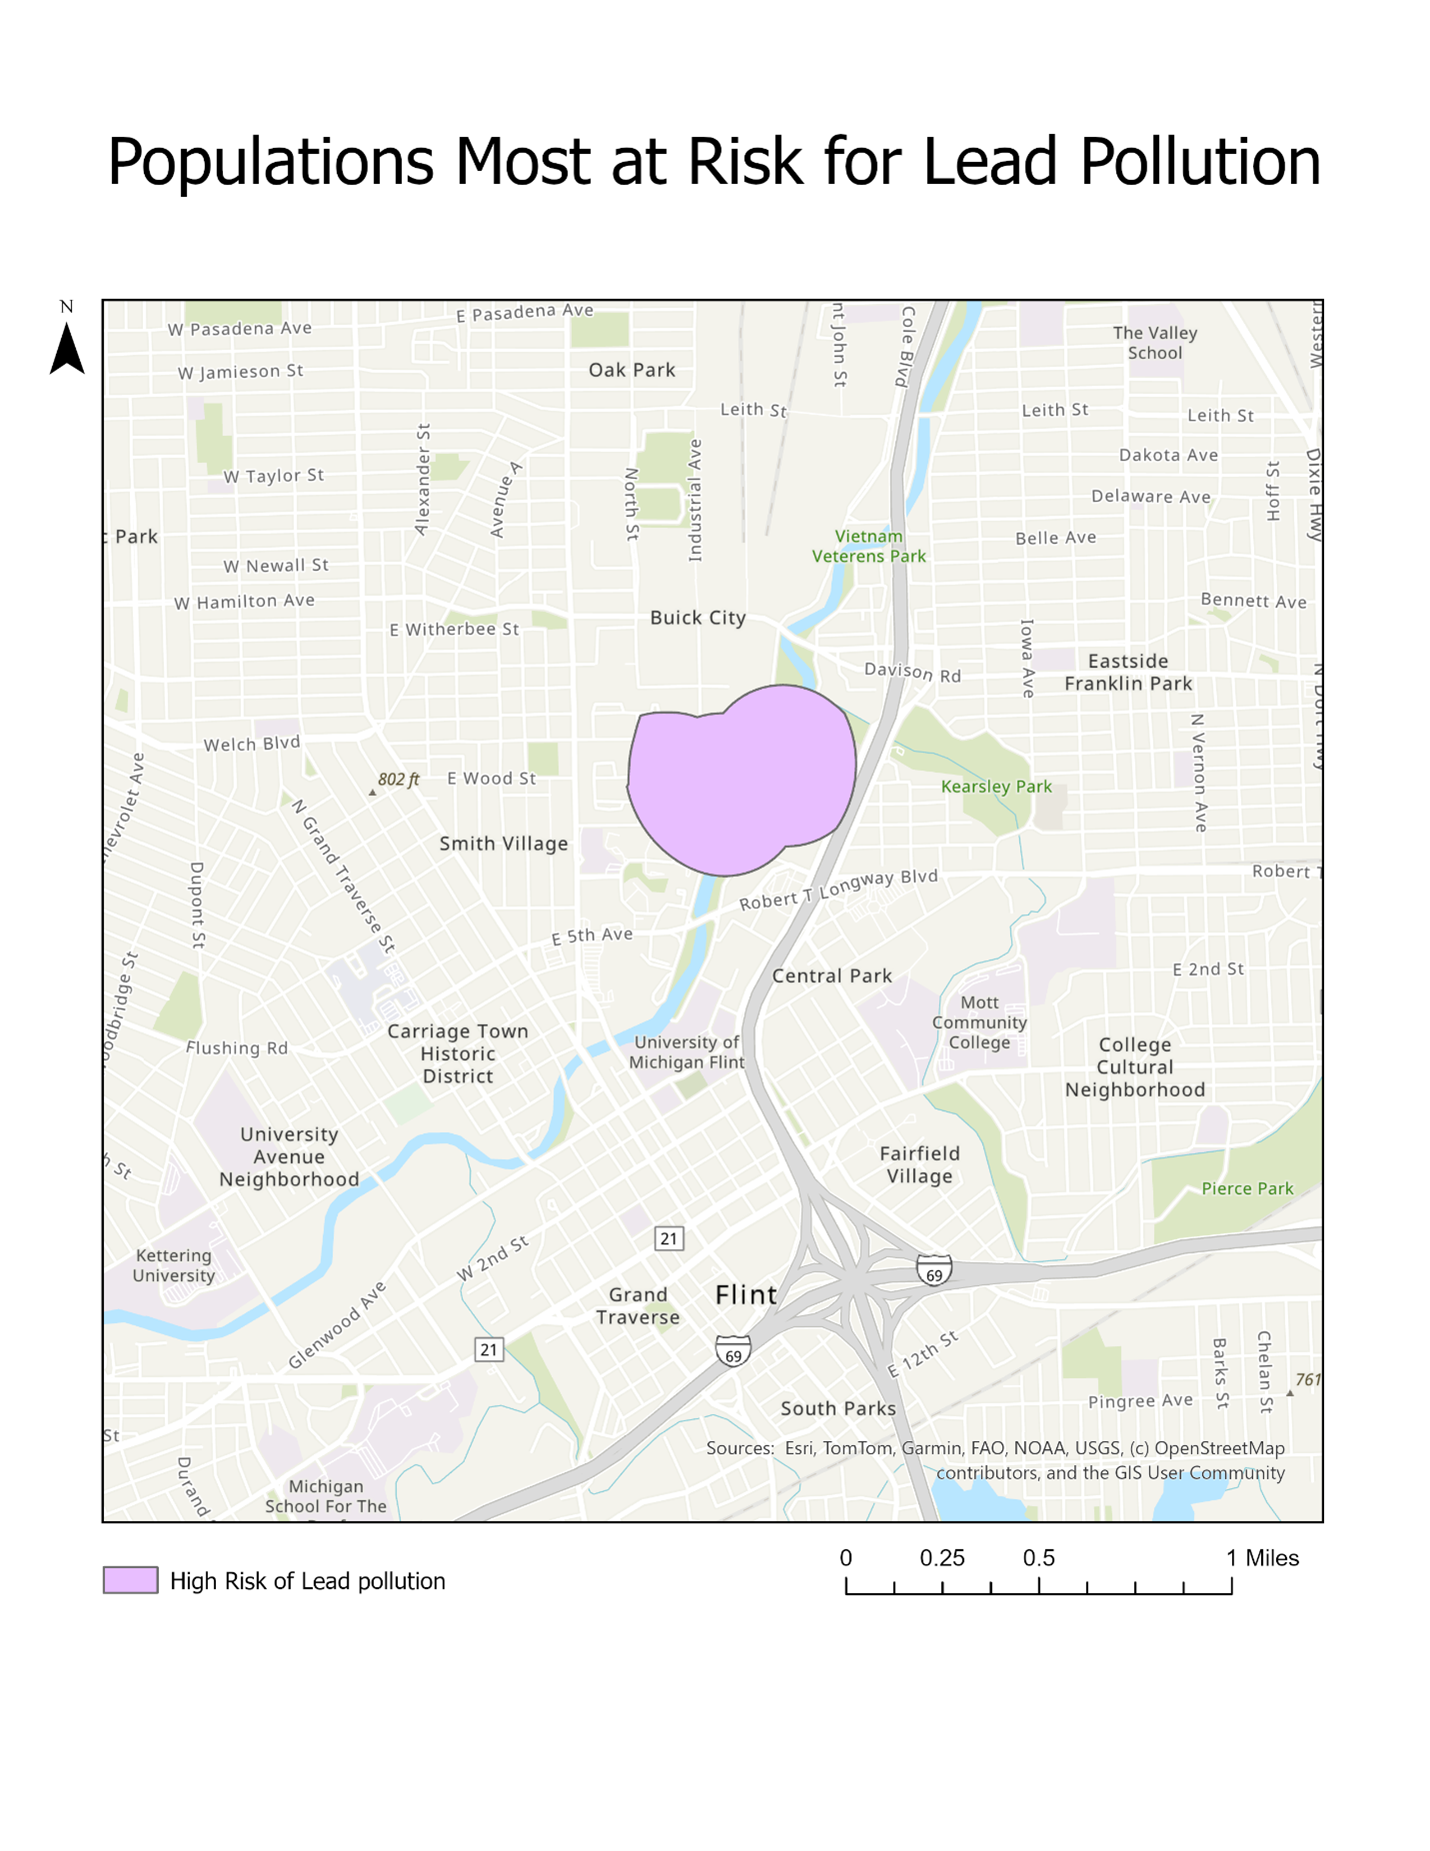 Populations Most at Risk for Lead Pollution
N
E Pasadena Ave
W Pasadena Ave
nt John St
Cole Blvd
The Valley
School
Western
W Jamieson St
Oak Park
Leith St
Leith St
Leith St
Alexander St
Avenue A
North St
Industrial Ave
W Taylor St
Dakota Ave
Delaware Ave
Hoff St
Dixie Hwy
c Park
Vietnam
Veterens Park
Belle Ave
W Newall St
W Hamilton Ave
Bennett Ave
E Witherbee St
Buick City
Iowa Ave
Davison Rd
Eastside
Franklin Park
N Dort Hwy
Welch Blvd
802 ft
E Wood St
Kearsley Park
N Vernon Ave
hevrolet Ave
N Grand Traverse St
Smith Village
Dupont St
Robert T Longway Blvd
Robert T
E 5th Ave
Central Park
E 2nd St
oodbridge St
Mott
Community
College
Carriage Town
Historic
District
Flushing Rd
University of
Michigan Flint
College
Cultural
Neighborhood
University
Avenue
Neighborhood
h St
Fairfield
Village
Pierce Park
21
W 2nd St
Kettering
University
69
Grand
Traverse
Flint
Glenwood Ave
21
69
E 12th St
Barks St
Chelan St
761
Pingree Ave
South Parks
St
Durand
Michigan
School For The
Sources: Esri, TomTom, Garmin, FAO, NOAA, USGS, (c) OpenStreetMap
contributors, and the GIS User Community
High Risk of Lead pollution
0 0.25 0.5 1 Miles